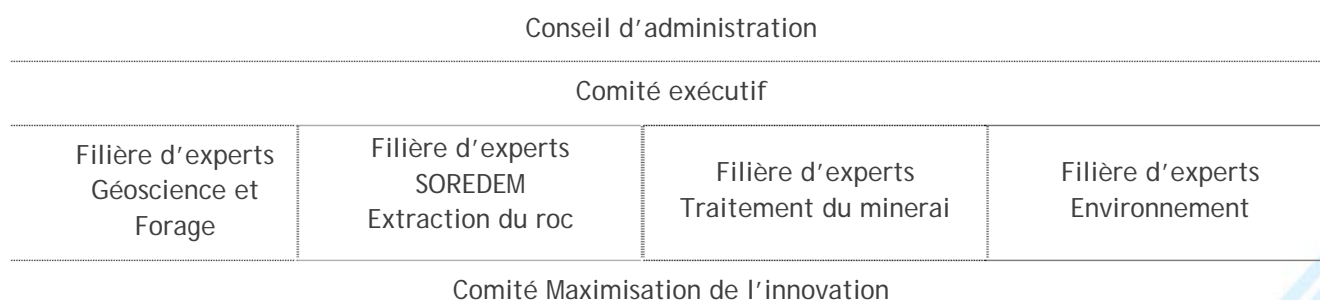 Conseil d’administration
Comité exécutif
Filière d’experts
Géoscience et
Forage
Filière d’experts
SOREDEM
Extraction du roc
Filière d’experts
Traitement du minerai
Filière d’experts
Environnement
Comité Maximisation de l’innovation